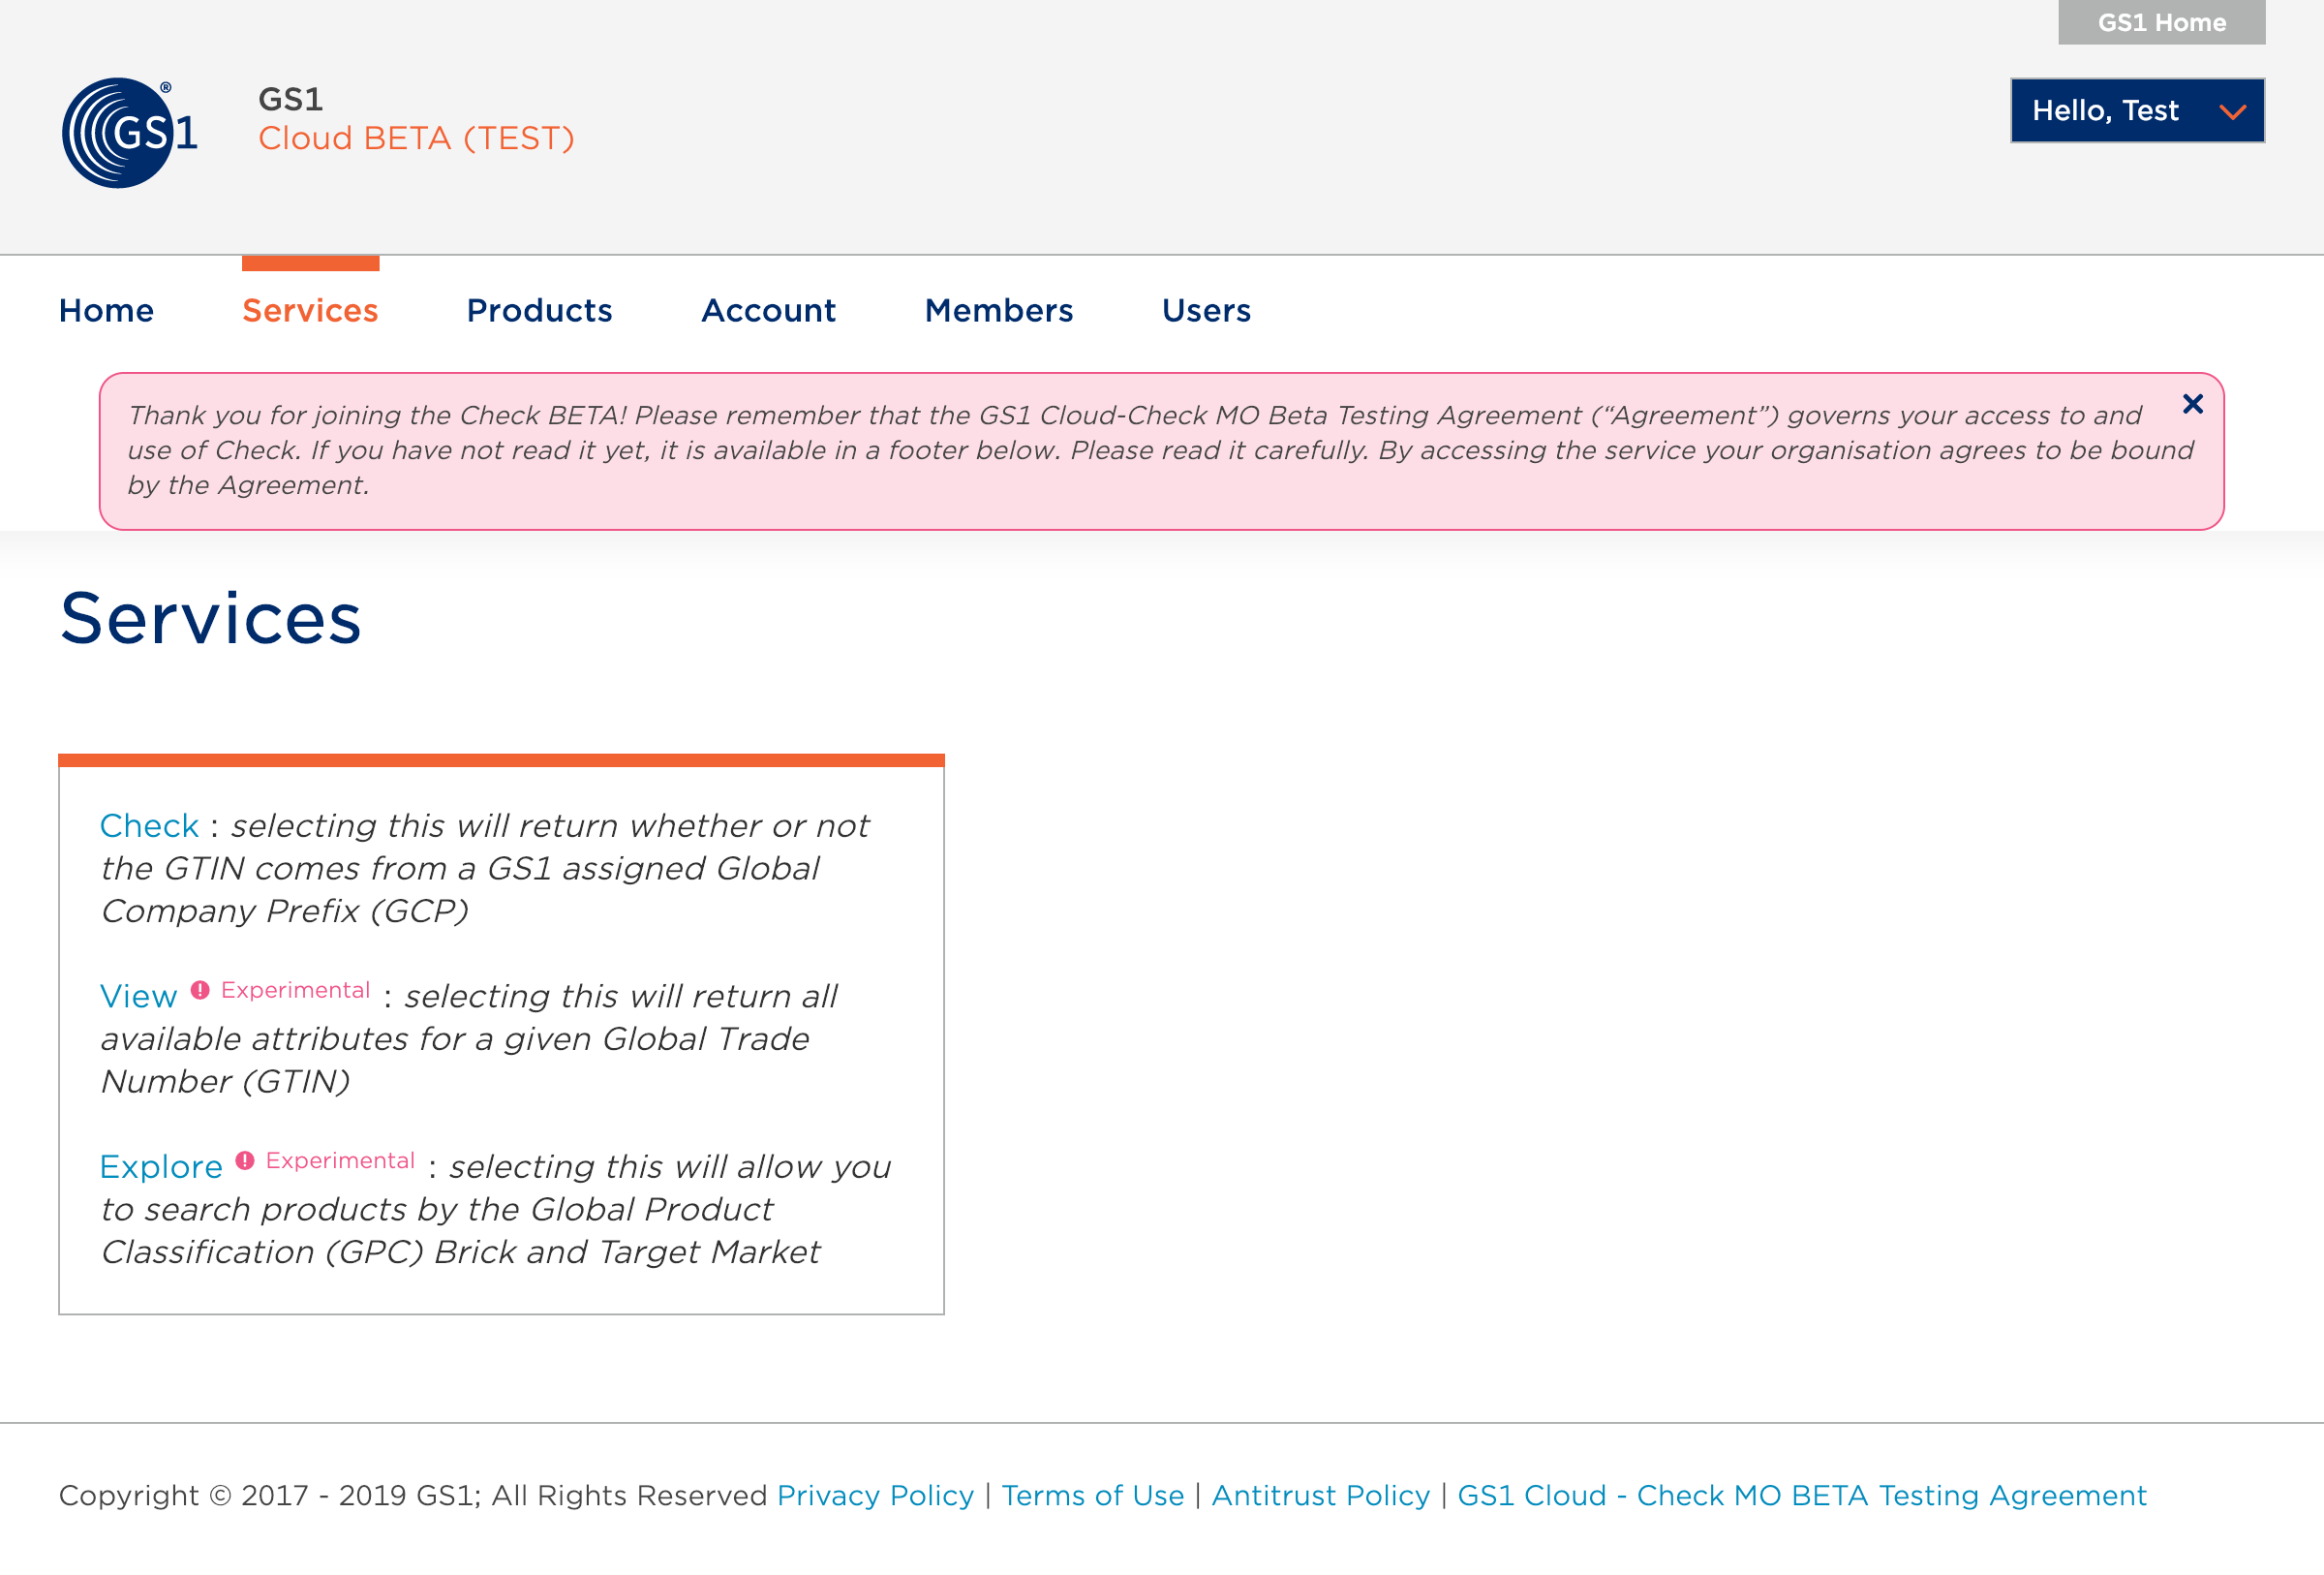 GS1 Home
GS1
®
GS1
Cloud BETA (TEST)
Hello, Test
Home Services Products Account Members Users
Thank you for joining the Check BETA! Please remember that the GS1 Cloud-Check MO Beta Testing Agreement (“Agreement”) governs your access to and
use of Check. If you have not read it yet, it is available in a footer below. Please read it carefully. By accessing the service your organisation agrees to be bound
by the Agreement.
Services
Check : selecting this will return whether or not
the GTIN comes from a GS1 assigned Global
Company Prefix (GCP)
View ! Experimental : selecting this will return all
available attributes for a given Global Trade
Number (GTIN)
Explore ! Experimental : selecting this will allow you
to search products by the Global Product
Classification (GPC) Brick and Target Market
Copyright © 2017 - 2019 GS1; All Rights Reserved Privacy Policy | Terms of Use | Antitrust Policy | GS1 Cloud - Check MO BETA Testing Agreement